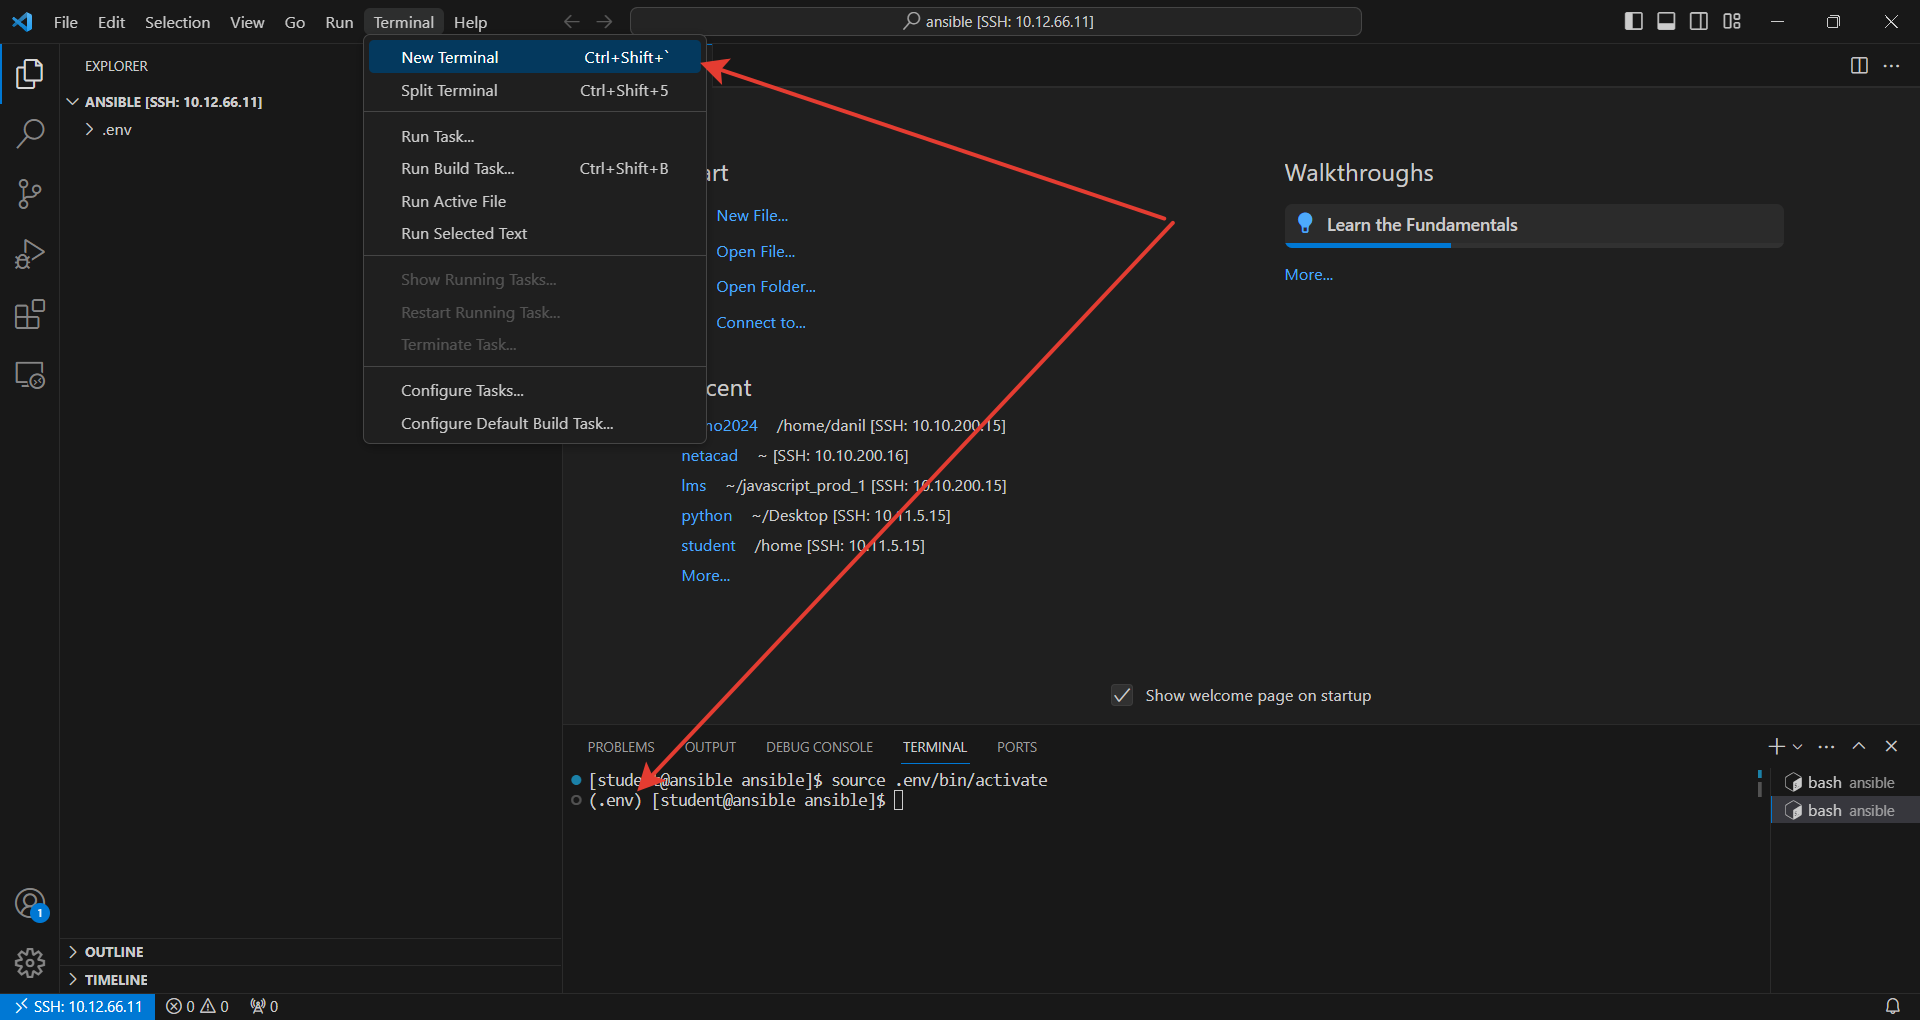 File Edit Selection View Go Run Terminal Help
ansible [SSH: 10.12.66.11]
EXPLORER
ANSIBLE [SSH: 10.12.66.11]
.env
New Terminal Ctrl+Shift+`
Split Terminal Ctrl+Shift+5
Run Task...
Run Build Task... Ctrl+Shift+B
Run Active File
Run Selected Text
Show Running Tasks...
Restart Running Task...
Terminate Task...
Configure Tasks...
Configure Default Build Task...
art
New File...
Open File...
Open Folder...
Connect to...
cent
no2024 /home/danil [SSH: 10.10.200.15]
netacad ~ [SSH: 10.10.200.16]
lms ~/javascript_prod_1 [SSH: 10.10.200.15]
python ~/Desktop [SSH: 10.11.5.15]
student /home [SSH: 10.11.5.15]
More...
Walkthroughs
Learn the Fundamentals
More...
Show welcome page on startup
PROBLEMS OUTPUT DEBUG CONSOLE TERMINAL PORTS
[student@ansible ansible]$ source .env/bin/activate
(.env) [student@ansible ansible]$
bash ansible
bash ansible
1
OUTLINE
TIMELINE
SSH: 10.12.66.11 0 0 0